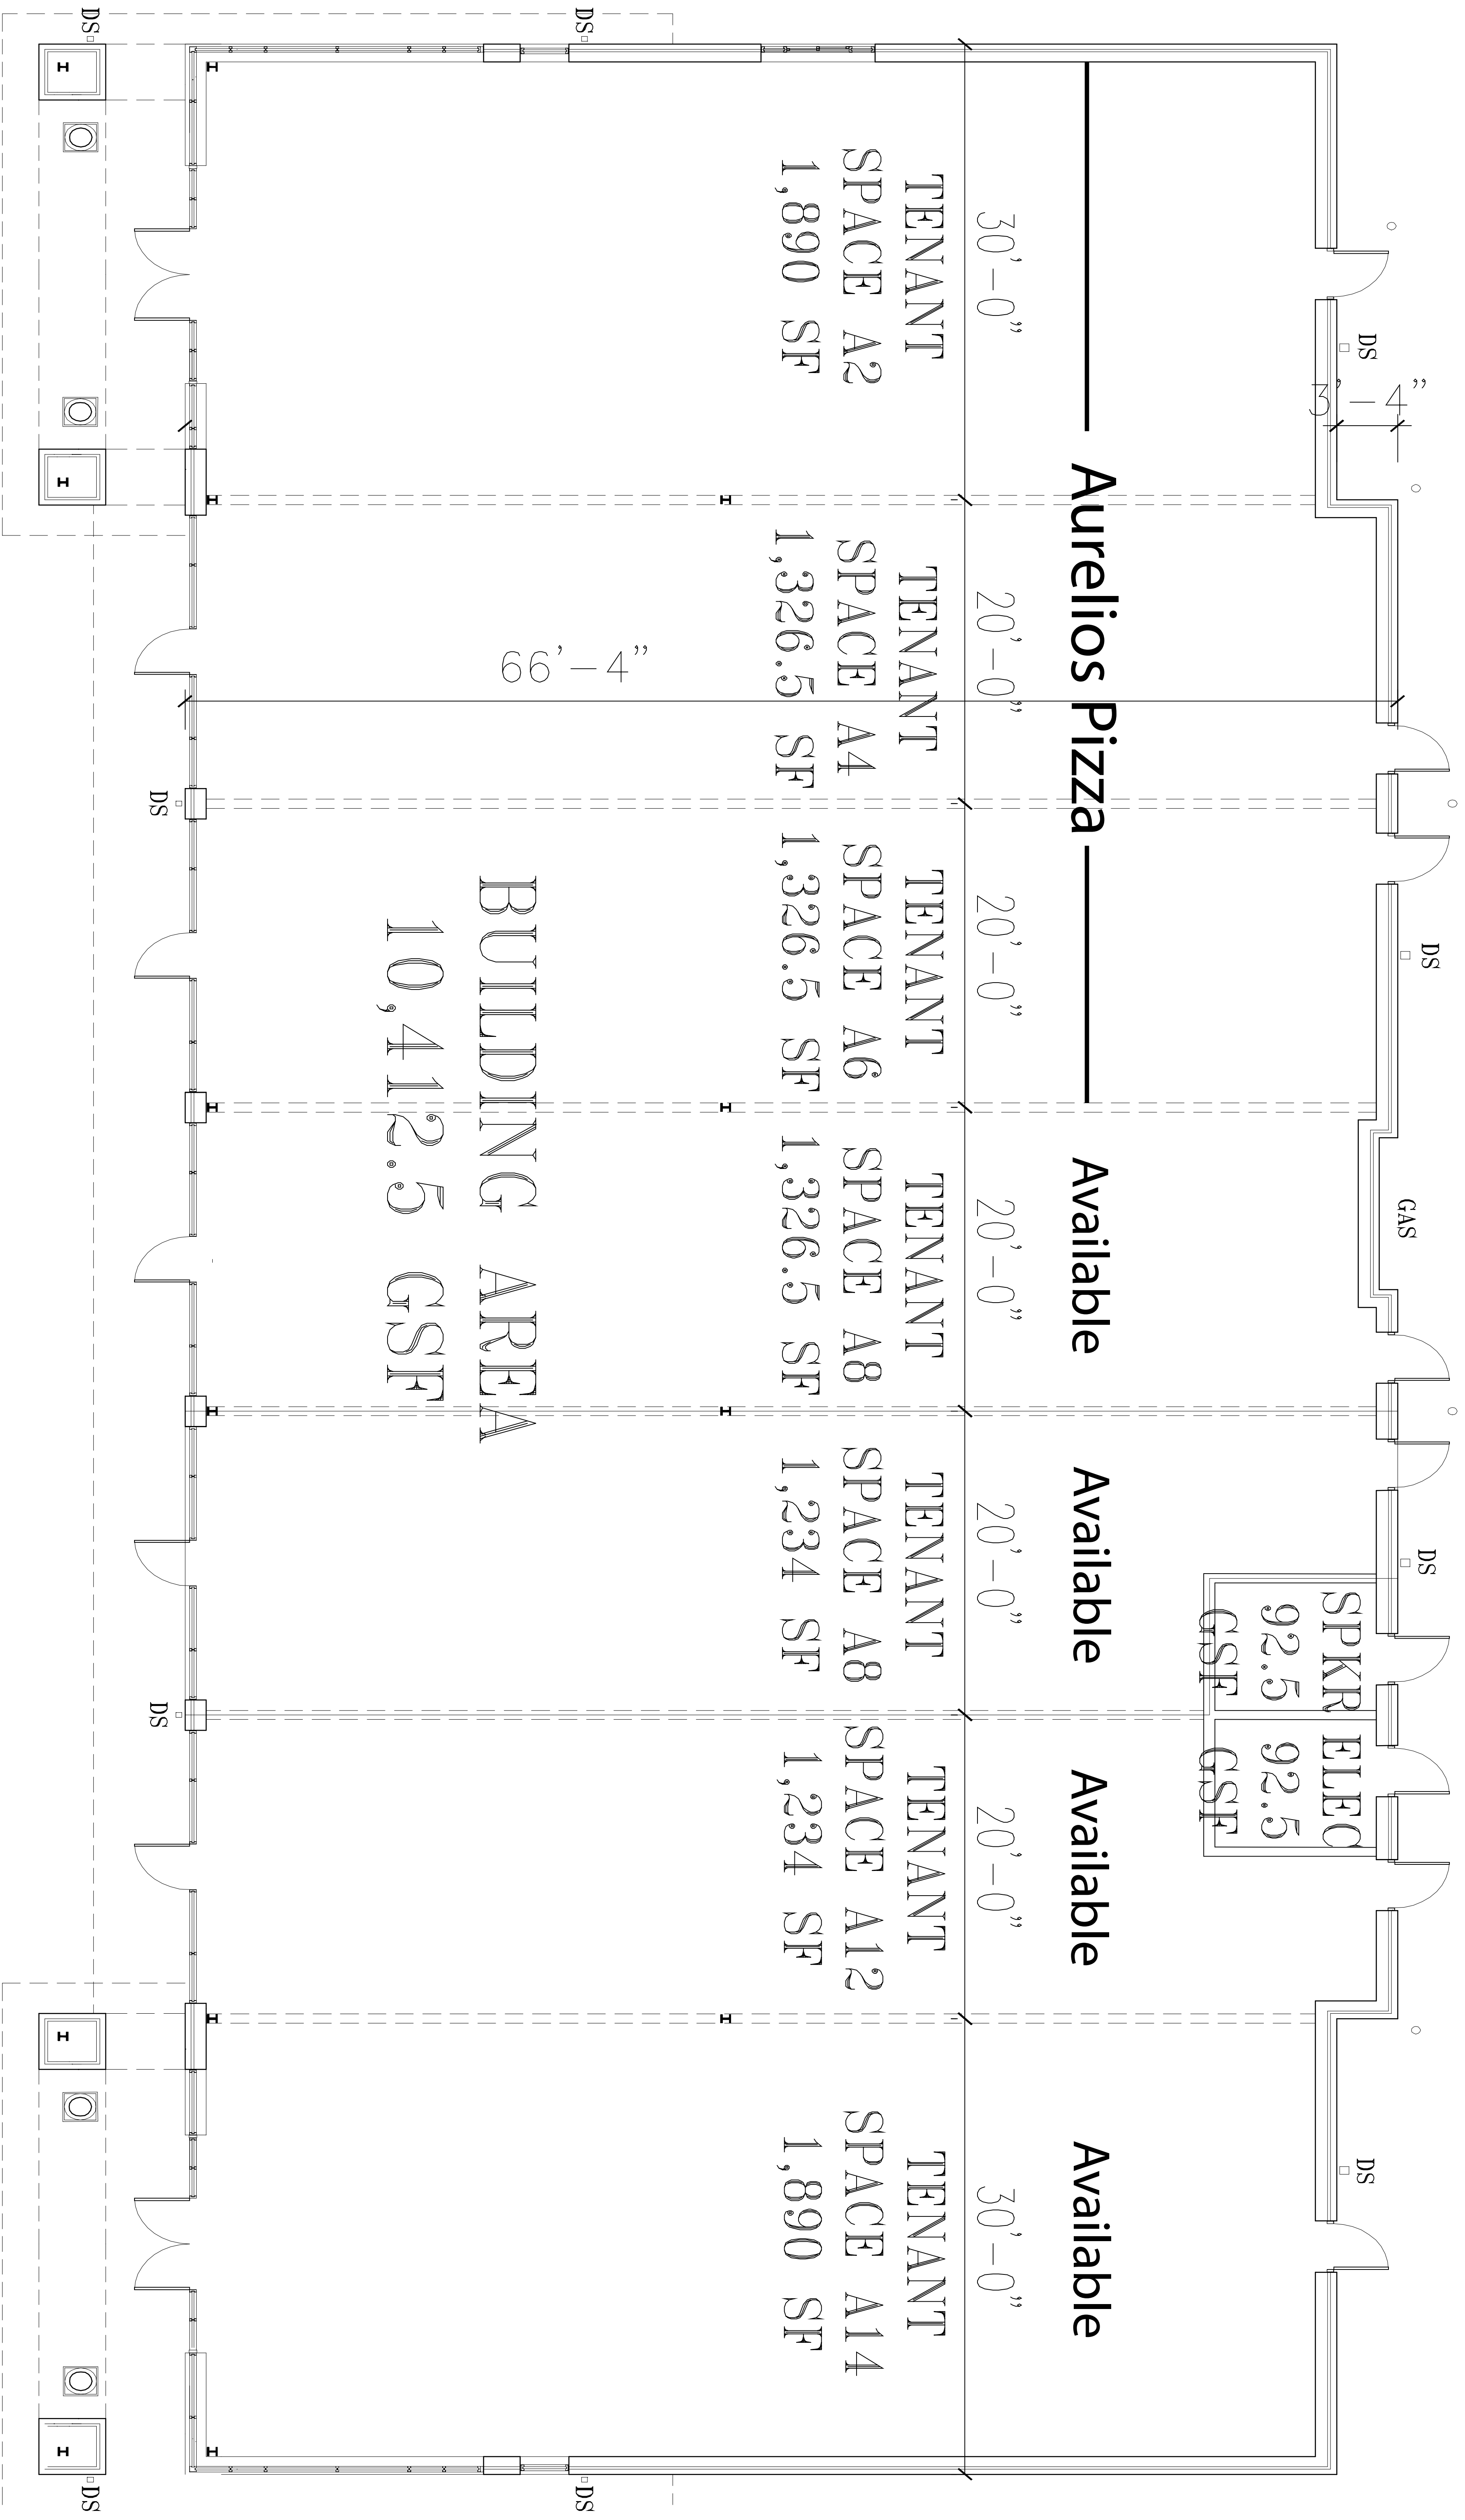 DS
DS
DS
3'-4"
Aurelios Pizza
30'-0"
TENANT
SPACE A2
1,890 SF
20'-0"
TENANT
SPACE A4
1,326.5 SF
66'-4"
DS
DS
20'-0"
TENANT
SPACE A6
1,326.5 SF
BUILDING AREA
10,412.5 GSF
GAS
Available
20'-0"
TENANT
SPACE A8
1,326.5 SF
DS
Available
20'-0"
TENANT
SPACE A8
1,234 SF
SPKR
92.5
GSF
ELEC
92.5
GSF
DS
Available
20'-0"
TENANT
SPACE A12
1,234 SF
DS
Available
30'-0"
TENANT
SPACE A14
1,890 SF
DS
DS